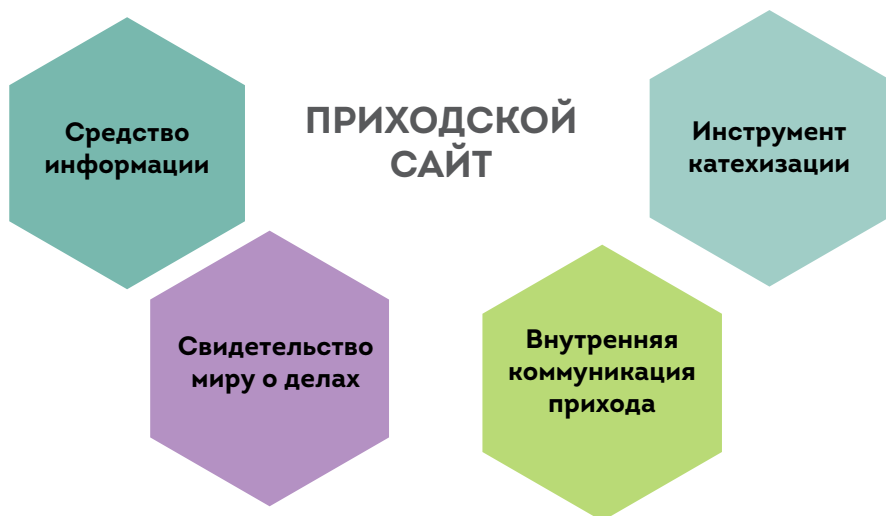 ПРИХОДСКОЙ
САЙТ
Средство
информации
Инструмент
катехизации
Свидетельство
миру о делах
Внутренняя
коммуникация
прихода